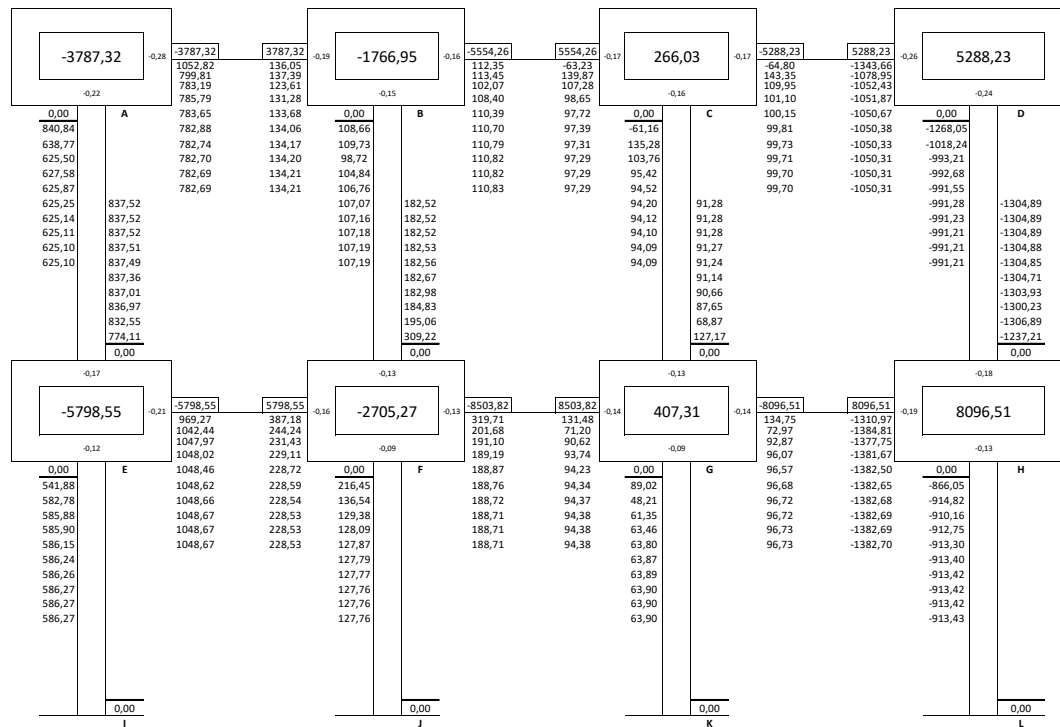 -3787,32 3787,32 -5554,26 5554,26 -5288,23 5288,23
-3787,32 -0,28 -0,19 -1766,95 -0,16 -0,17 266,03 -0,17 -0,26 5288,23
1052,82 136,05 112,35 -63,23 -64,80 -1343,66
799,81 137,39 113,45 139,87 143,35 -1078,95
783,19 123,61 102,07 107,28 109,95 -1052,43
-0,22 785,79 131,28 -0,15 108,40 98,65 -0,16 101,10 -1051,87 -0,24
0,00 A 783,65 133,68 0,00 B 110,39 97,72 0,00 C 100,15 -1050,67 0,00 D
840,84 782,88 134,06 108,66 110,70 97,39 -61,16 99,81 -1050,38 -1268,05
638,77 782,74 134,17 109,73 110,79 97,31 135,28 99,73 -1050,33 -1018,24
625,50 782,70 134,20 98,72 110,82 97,29 103,76 99,71 -1050,31 -993,21
627,58 782,69 134,21 104,84 110,82 97,29 95,42 99,70 -1050,31 -992,68
625,87 782,69 134,21 106,76 110,83 97,29 94,52 99,70 -1050,31 -991,55
625,25 837,52 107,07 182,52 94,20 91,28 -991,28 -1304,89
625,14 837,52 107,16 182,52 94,12 91,28 -991,23 -1304,89
625,11 837,52 107,18 182,52 94,10 91,28 -991,21 -1304,89
625,10 837,51 107,19 182,53 94,09 91,27 -991,21 -1304,88
625,10 837,49 107,19 182,56 94,09 91,24 -991,21 -1304,85
837,36 182,67 91,14 -1304,71
837,01 182,98 90,66 -1303,93
836,97 184,83 87,65 -1300,23
832,55 195,06 68,87 -1306,89
774,11 309,22 127,17 -1237,21
0,00 0,00 0,00 0,00
-0,17 -0,13 -0,13 -0,18
-5798,55 5798,55 -8503,82 8503,82 -8096,51 8096,51
-5798,55 -0,21 -0,16 -2705,27 -0,13 -0,14 407,31 -0,14 -0,19 8096,51
969,27 387,18 319,71 131,48 134,75 -1310,97
1042,44 244,24 201,68 71,20 72,97 -1384,81
1047,97 231,43 191,10 90,62 92,87 -1377,75
-0,12 1048,02 229,11 -0,09 189,19 93,74 -0,09 96,07 -1381,67 -0,13
0,00 E 1048,46 228,72 0,00 F 188,87 94,23 0,00 G 96,57 -1382,50 0,00 H
541,88 1048,62 228,59 216,45 188,76 94,34 89,02 96,68 -1382,65 -866,05
582,78 1048,66 228,54 136,54 188,72 94,37 48,21 96,72 -1382,68 -914,82
585,88 1048,67 228,53 129,38 188,71 94,38 61,35 96,72 -1382,69 -910,16
585,90 1048,67 228,53 128,09 188,71 94,38 63,46 96,73 -1382,69 -912,75
586,15 1048,67 228,53 127,87 188,71 94,38 63,80 96,73 -1382,70 -913,30
586,24 127,79 63,87 -913,40
586,26 127,77 63,89 -913,42
586,27 127,76 63,90 -913,42
586,27 127,76 63,90 -913,42
586,27 127,76 63,90 -913,43
0,00 0,00 0,00 0,00
I J K L